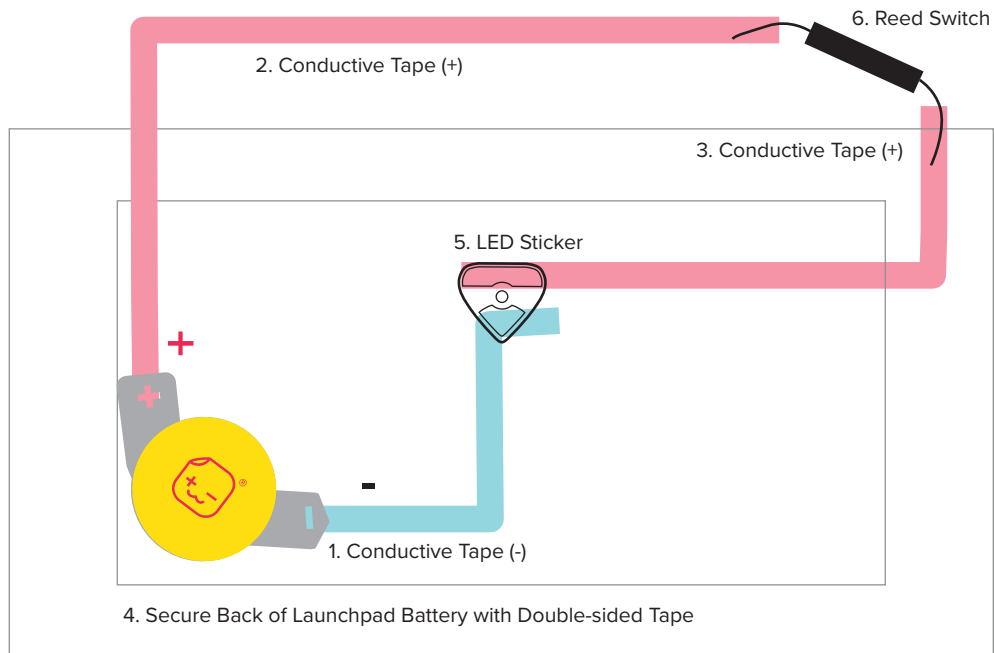 6. Reed Switch
2. Conductive Tape (+)
3. Conductive Tape (+)
5. LED Sticker
+
+
-
-
®
1. Conductive Tape (-)
4. Secure Back of Launchpad Battery with Double-sided Tape